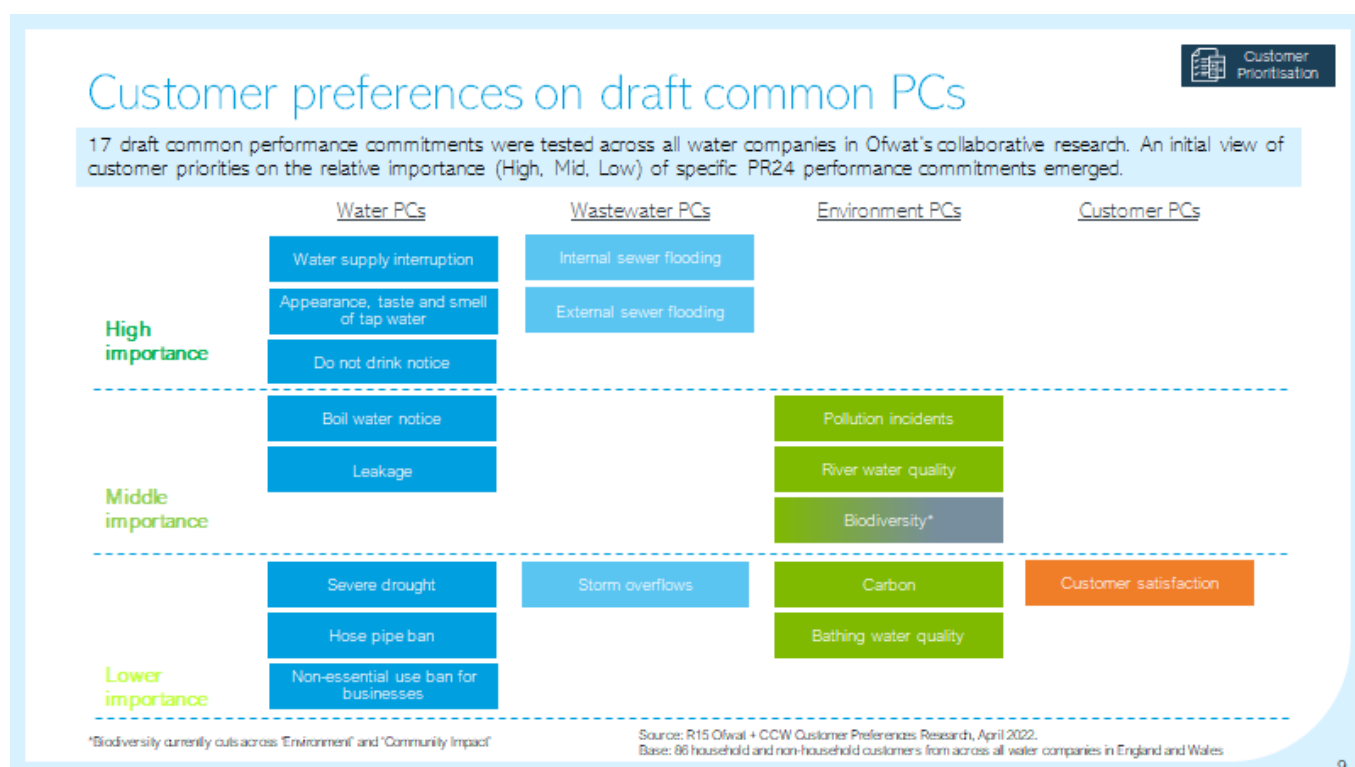 Customer
Prioritisation
Customer preferences on draft common PCs
17 draft common performance commitments were tested across all water companies in Ofwat's collaborative research. An initial view of
customer priorities on the relative importance (High, Mid, Low) of specific PR24 performance commitments emerged.
Water PCs
Wastewater PCs
Environment PCs
Customer PCs
High
importance
Water supply interruption
Appearance, taste and smell
of tap water
Do not drink notice
Internal sewer flooding
External sewer flooding
Middle
importance
Boil water notice
Leakage
Pollution incidents
River water quality
Biodiversity*
Lower
importance
Severe drought
Hose pipe ban
Non-essential use ban for
businesses
Storm overflows
Carbon
Bathing water quality
Customer satisfaction
*Biodiversity currently cuts across 'Environment' and 'Community Impact'
Source: R15 Ofwat + CCW Customer Preferences Research, April 2022.
Base: 86 household and non-household customers from across all water companies in England and Wales
9